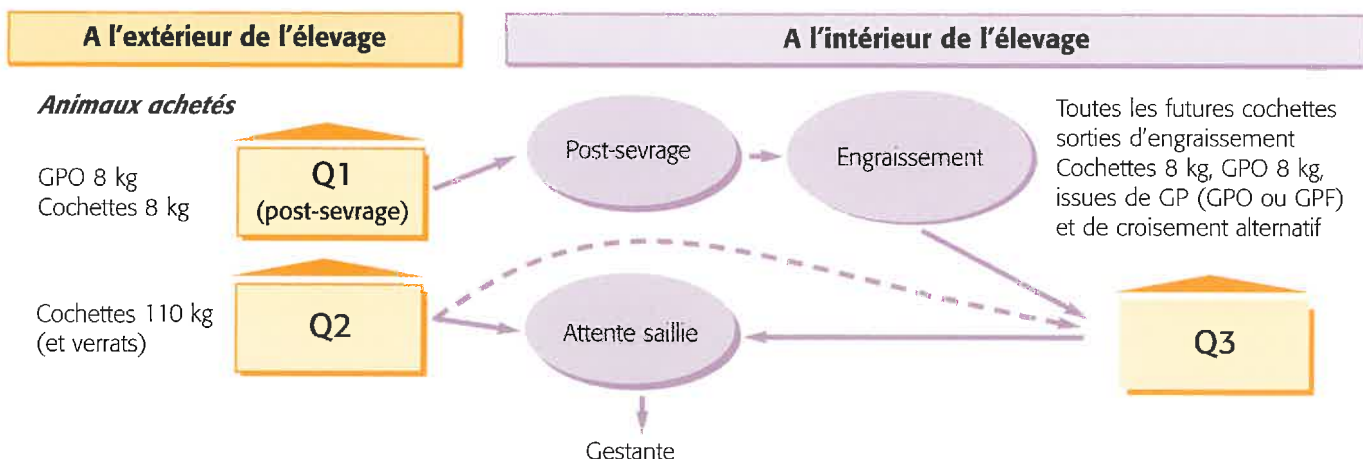 A l'extérieur de l'élevage
A l'intérieur de l'élevage
Animaux achetés
GPO 8 kg
Cochettes 8 kg
Q1
(post-sevrage)
Post-sevrage
Engraissement
Toutes les futures cochettes
sorties d'engraissement
Cochettes 8 kg, GPO 8 kg,
issues de GP (GPO ou GPF)
et de croisement alternatif
Cochettes 110 kg
(et verrats)
Q2
Attente saillie
Q3
Gestante